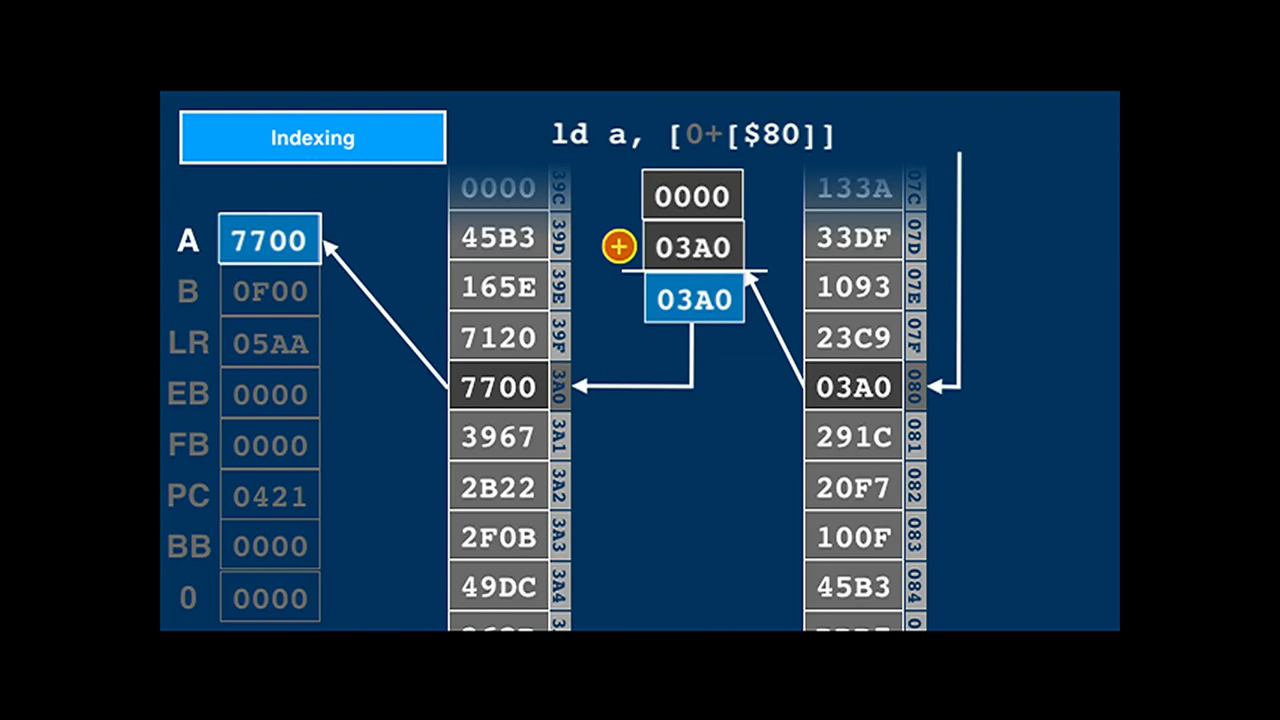 Indexing
ld a, [0+[$80]]
A 7700
B 0F00
LR 05AA
EB 0000
FB 0000
PC 0421
BB 0000
0 0000
0000 39C
45B3 39D
165E 39E
7120 39F
7700 3A0
3967 3A1
2B22 3A2
2F0B 3A3
49DC 3A4
0000
+ 03A0
03A0
133A 07C
33DF 07D
1093 07E
23C9 07F
03A0 080
291C 081
20F7 082
100F 083
45B3 084